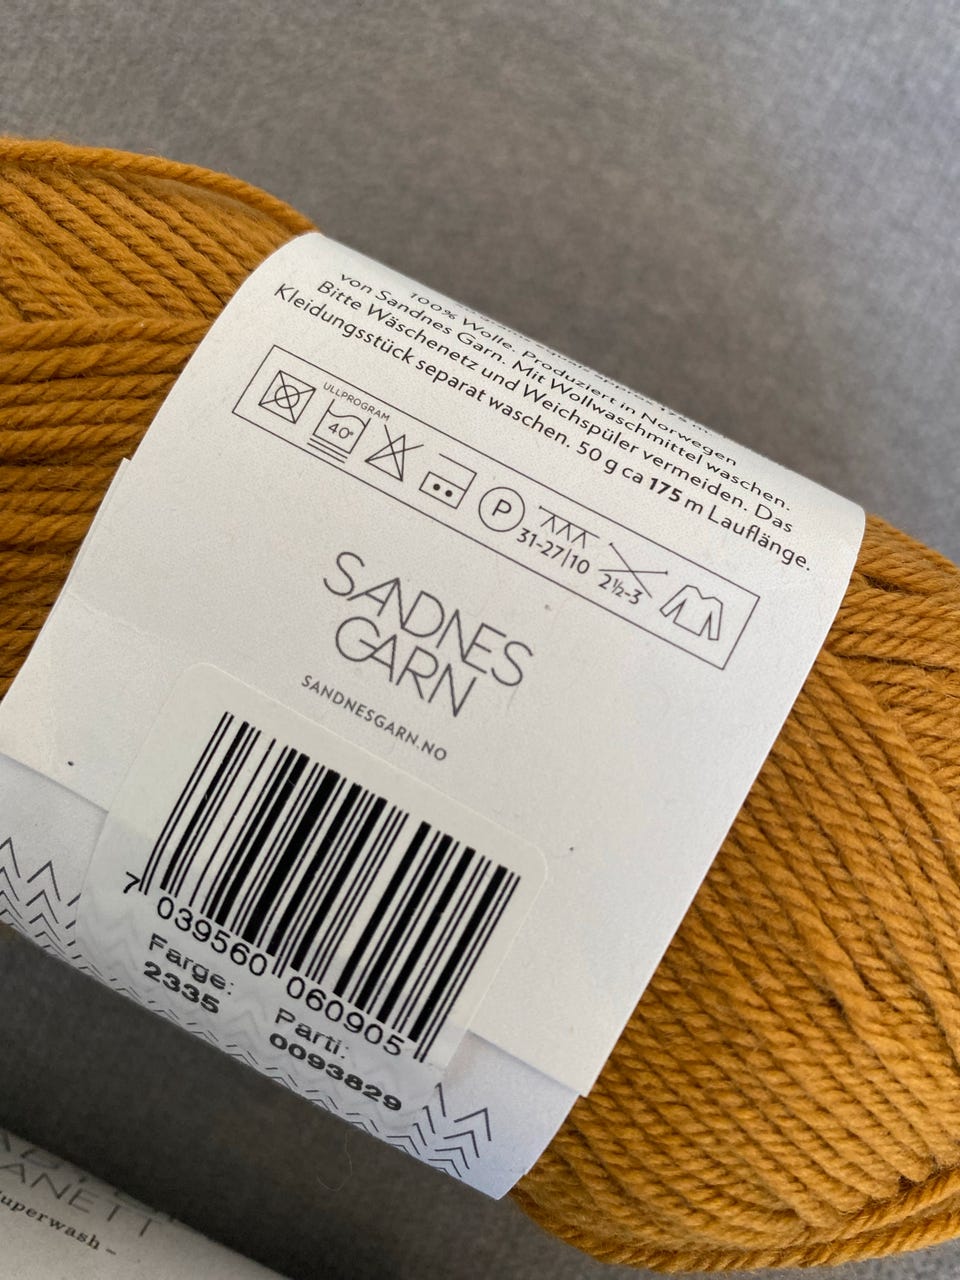 100% Wolle. Produziert in Norwegen
von Sandnes Garn. Mit Wollwaschmittel waschen.
Bitte Wäschenetz und Weichspüler vermeiden. Das
Kleidungsstück separat waschen. 50 g ca 175 m Lauflänge.
ULLPROGRAM
40°
P
31-27/10
2½-3
SANDNES
GARN
SANDNESGARN.NO
7 039560 060905
Farge: Parti:
2335 0093829
ANETT
uperwash –